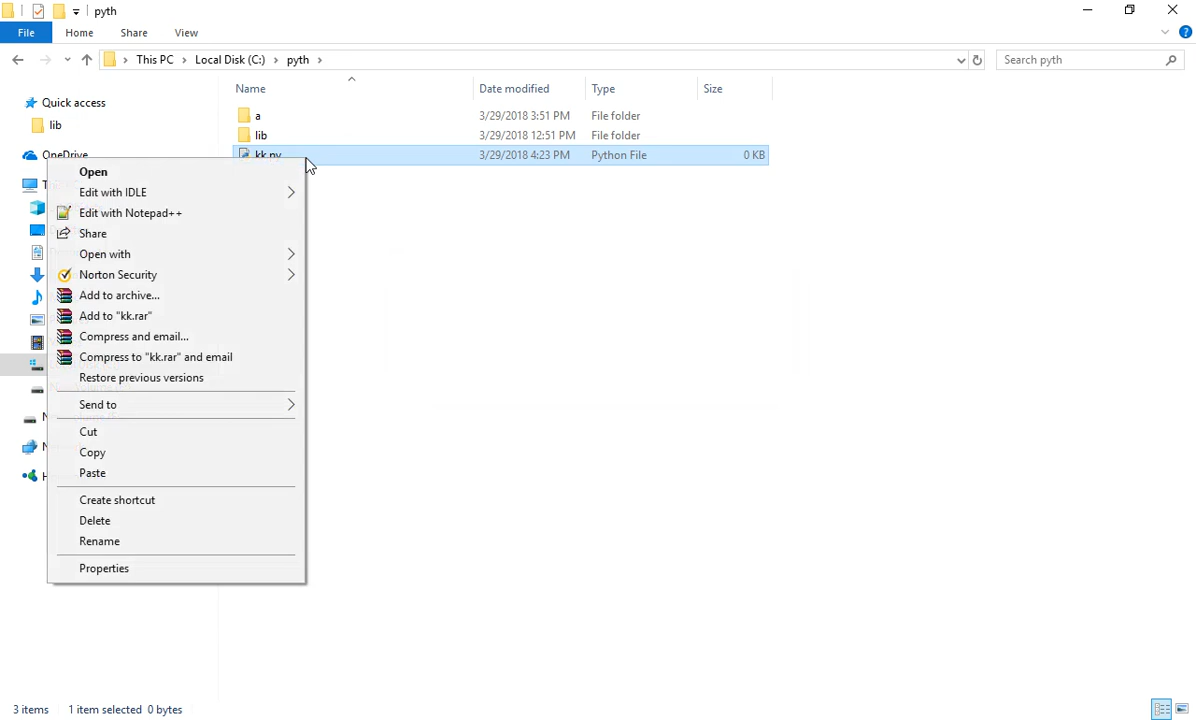 pyth
File Home Share View
This PC Local Disk (C:) pyth Search pyth
Name Date modified Type Size
Quick access
lib
OneDrive
a 3/29/2018 3:51 PM File folder
lib 3/29/2018 12:51 PM File folder
kk.py 3/29/2018 4:23 PM Python File 0 KB
Open
Edit with IDLE
Edit with Notepad++
Share
Open with
Norton Security
Add to archive...
Add to "kk.rar"
Compress and email...
Compress to "kk.rar" and email
Restore previous versions
Send to
Cut
Copy
Paste
Create shortcut
Delete
Rename
Properties
3 items 1 item selected 0 bytes